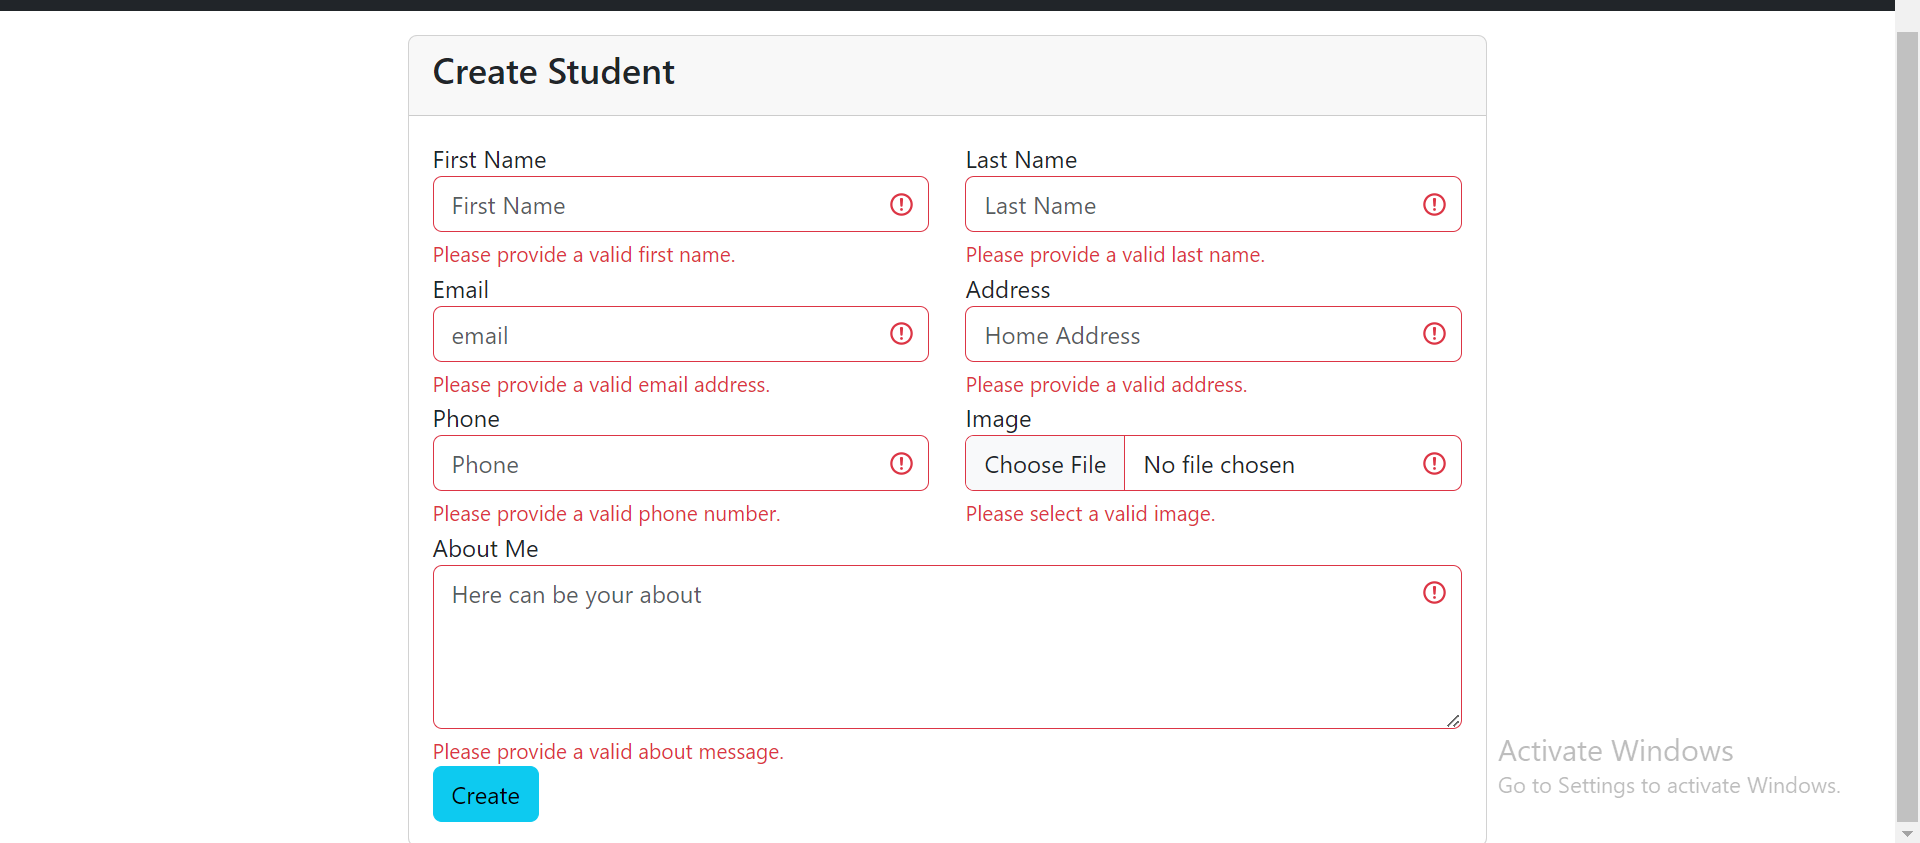 Create Student
First Name Last Name
First Name Last Name
Please provide a valid first name. Please provide a valid last name.
Email Address
email Home Address
Please provide a valid email address. Please provide a valid address.
Phone Image
Phone Choose File No file chosen
Please provide a valid phone number. Please select a valid image.
About Me
Here can be your about
Please provide a valid about message.
Create
Activate Windows
Go to Settings to activate Windows.